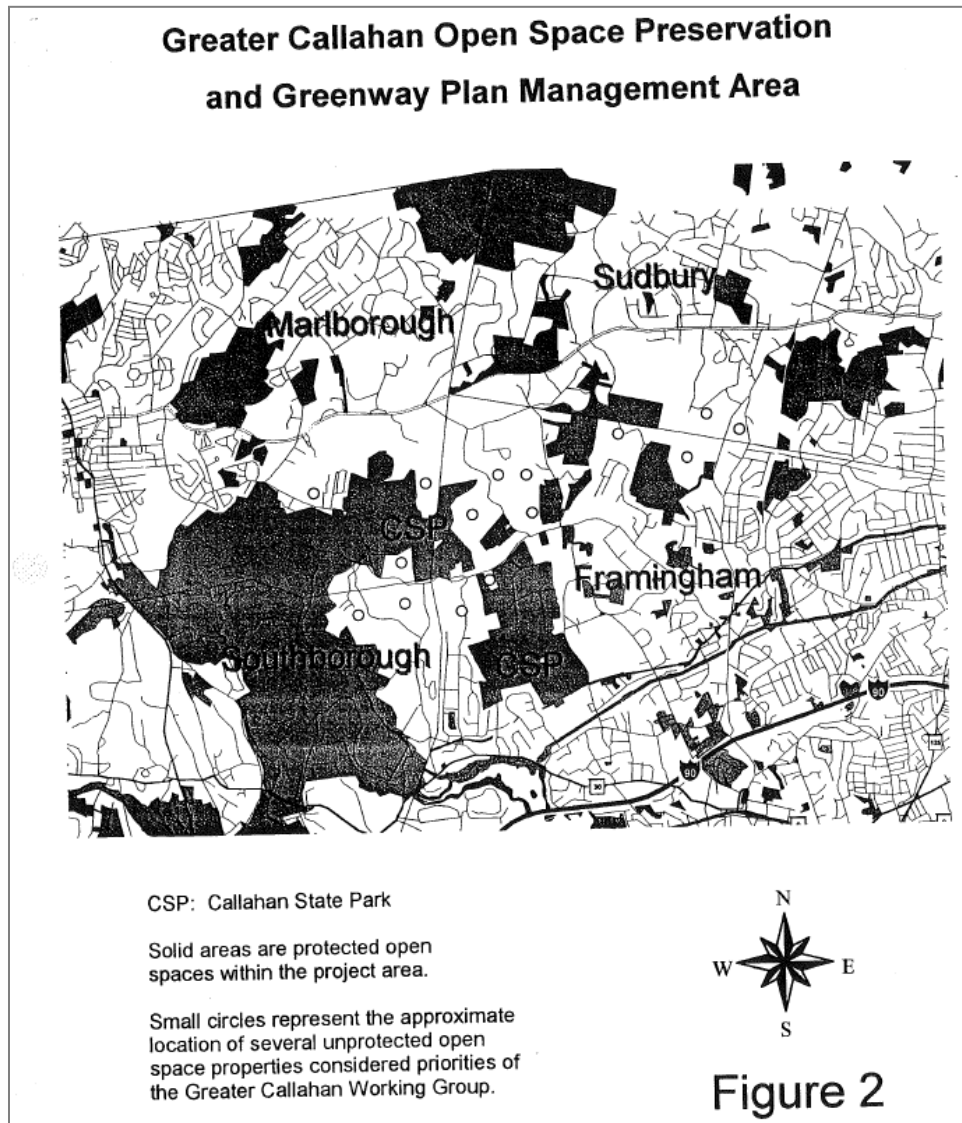 Greater Callahan Open Space Preservation
and Greenway Plan Management Area
Sudbury
Marlborough
CSP
Framingham
Southborough
CSP
90
90
30
CSP: Callahan State Park
Solid areas are protected open
spaces within the project area.
Small circles represent the approximate
location of several unprotected open
space properties considered priorities of
the Greater Callahan Working Group.
N
W E
S
Figure 2